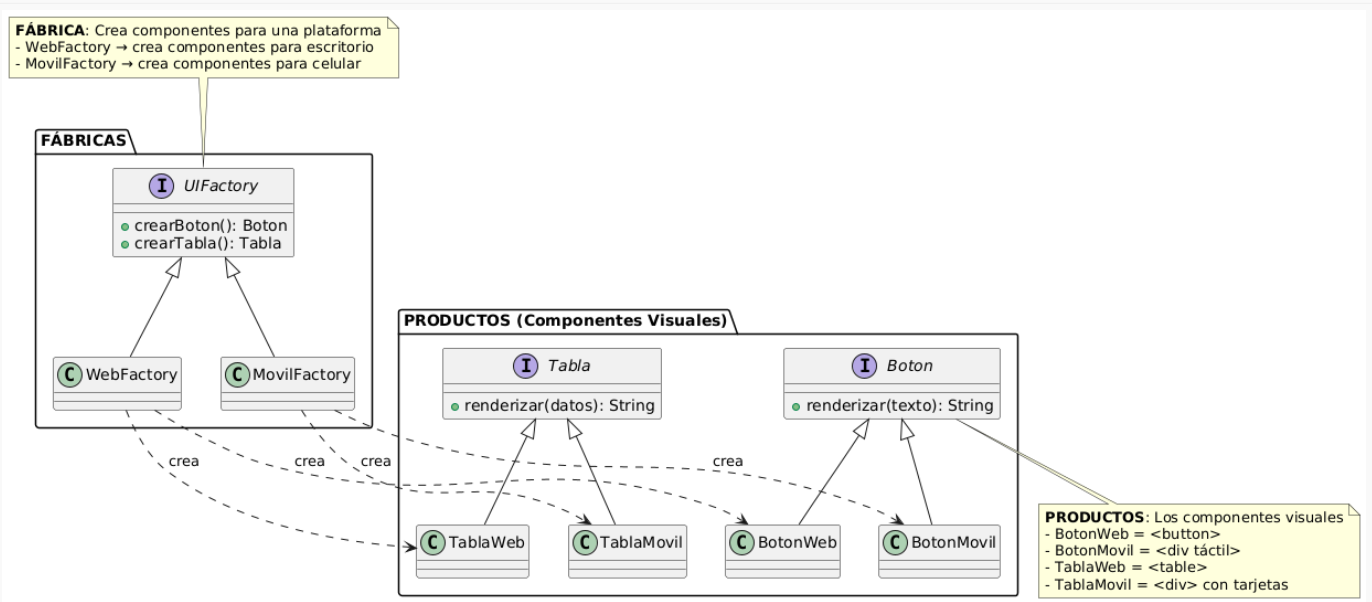 FÁBRICA: Crea componentes para una plataforma
- WebFactory → crea componentes para escritorio
- MovilFactory → crea componentes para celular
FÁBRICAS
I UIFactory
crearBoton(): Boton
crearTabla(): Tabla
C WebFactory
C MovilFactory
PRODUCTOS (Componentes Visuales)
I Tabla
renderizar(datos): String
I Boton
renderizar(texto): String
crea
crea
crea
crea
C TablaWeb
C TablaMovil
C BotonWeb
C BotonMovil
PRODUCTOS: Los componentes visuales
- BotonWeb = <button>
- BotonMovil = <div táctil>
- TablaWeb = <table>
- TablaMovil = <div> con tarjetas